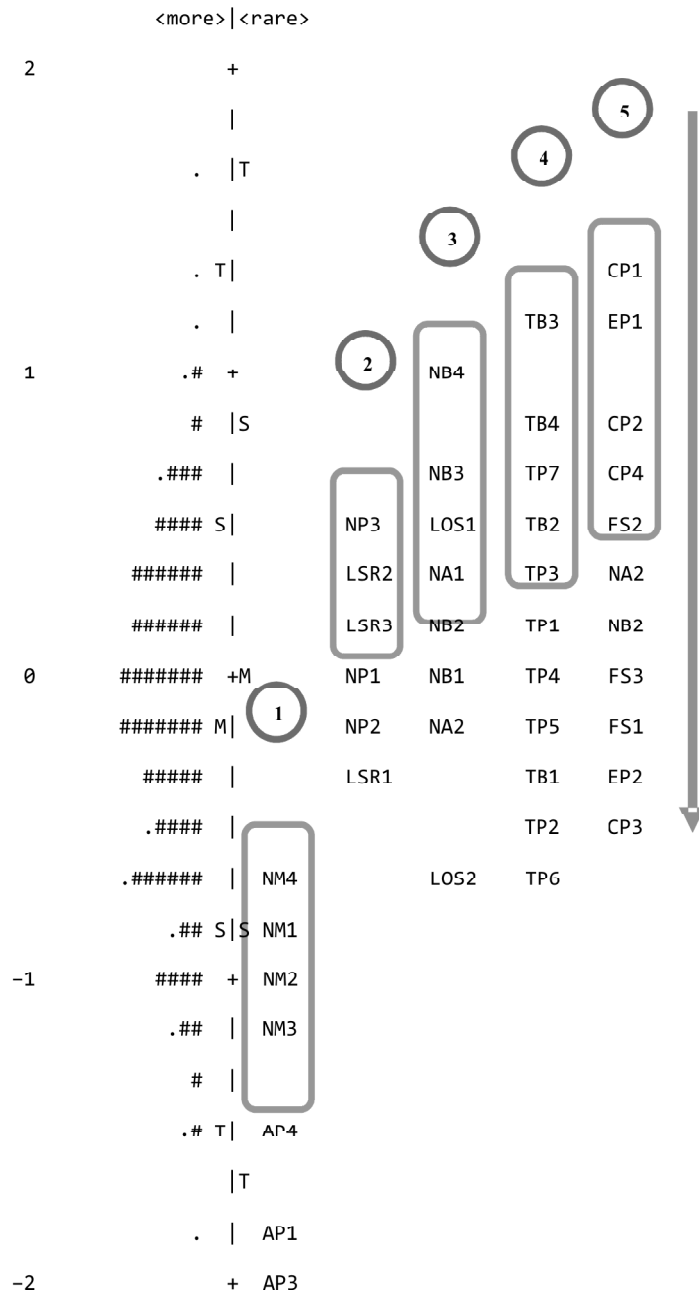 <more>|<rare>
2 +
|
5
. |T
4
|
3
. T| CP1
. | TB3 EP1
2
1 .# + NB4
# |S TB4 CP2
.### | NB3 TP7 CP4
#### S| NP3 LOS1 TB2 FS2
###### | LSR2 NA1 TP3 NA2
###### | LSR3 NB2 TP1 NB2
0 ####### +M NP1 NB1 TP4 FS3
1
####### M| NP2 NA2 TP5 FS1
##### | LSR1 TB1 EP2
.#### | TP2 CP3
.###### | NM4 LOS2 TP6
.## S|S NM1
-1 #### + NM2
.## | NM3
# |
.# T| AP4
|T
. | AP1
-2 + AP3